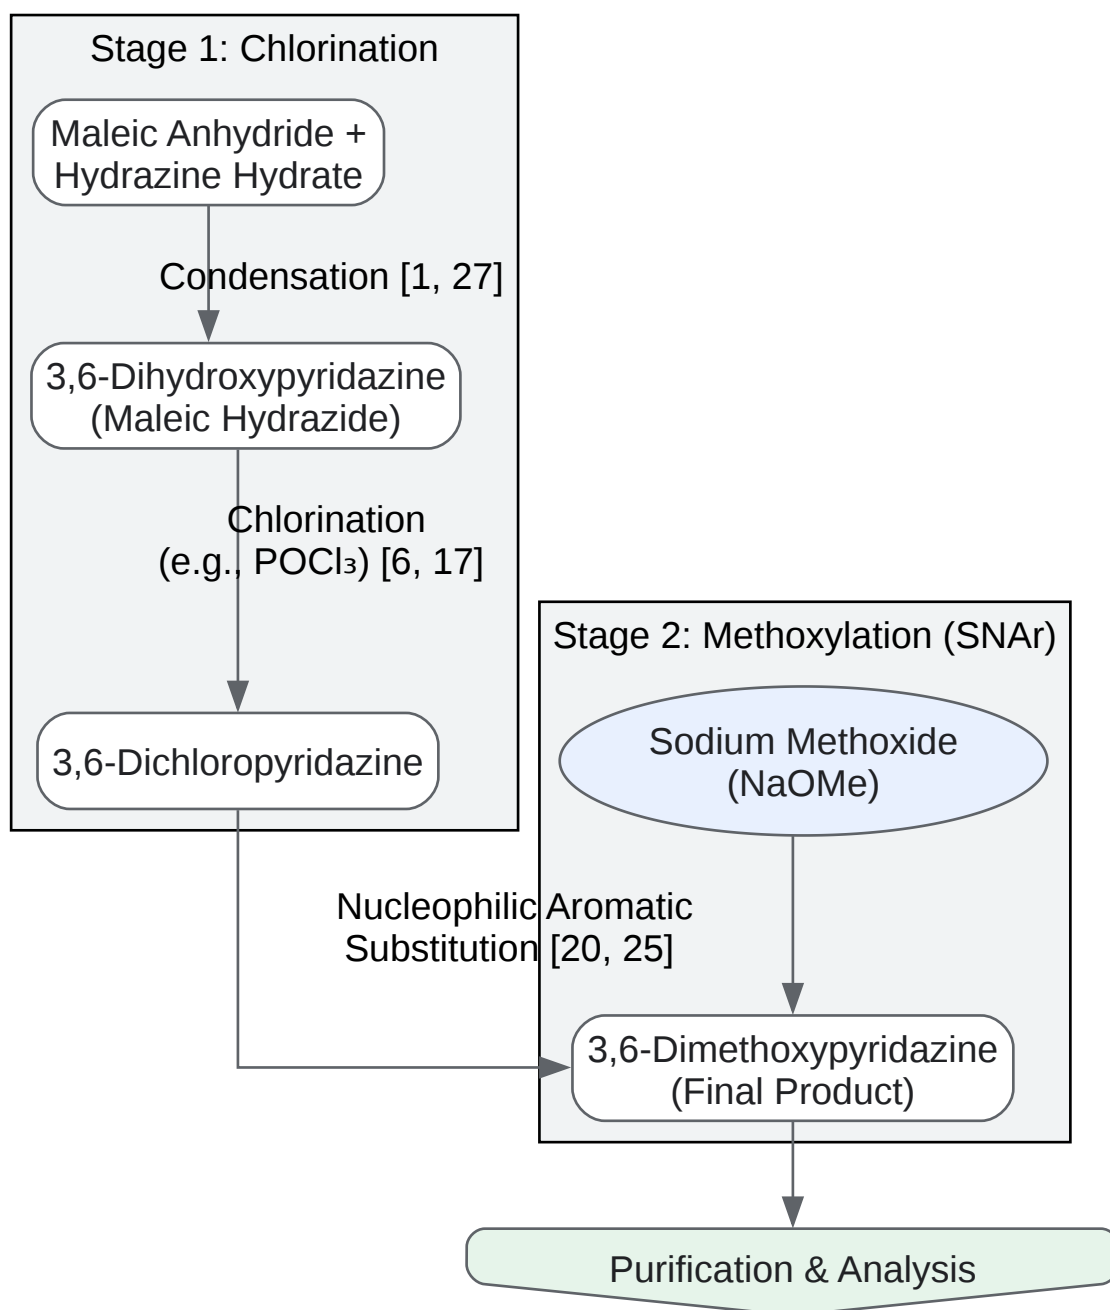 Stage 1: Chlorination
Maleic Anhydride +
Hydrazine Hydrate
Condensation [1, 27]
3,6-Dihydroxypyridazine
(Maleic Hydrazide)
Chlorination
(e.g., POCl₃) [6, 17]
3,6-Dichloropyridazine
Stage 2: Methoxylation (SNAr)
Sodium Methoxide
(NaOMe)
Nucleophilic Aromatic
Substitution [20, 25]
3,6-Dimethoxypyridazine
(Final Product)
Purification & Analysis